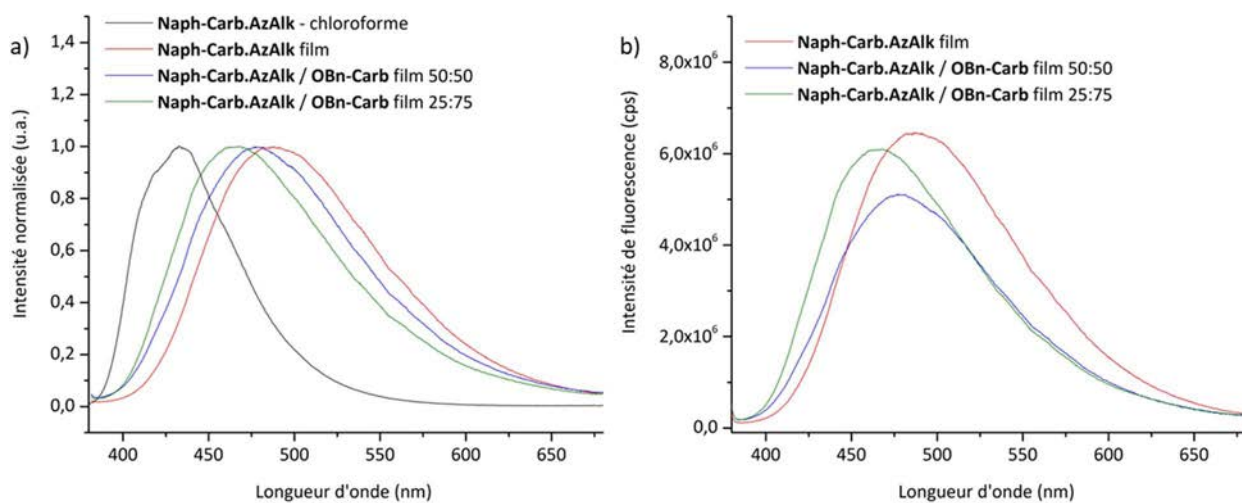 a)
Naph-Carb.AzAlk - chloroforme
Naph-Carb.AzAlk film
Naph-Carb.AzAlk / OBn-Carb film 50:50
Naph-Carb.AzAlk / OBn-Carb film 25:75
Intensité normalisée (u.a.)
1,4
1,2
1,0
0,8
0,6
0,4
0,2
0,0
400 450 500 550 600 650
Longueur d'onde (nm)
b)
Naph-Carb.AzAlk film
Naph-Carb.AzAlk / OBn-Carb film 50:50
Naph-Carb.AzAlk / OBn-Carb film 25:75
Intensité de fluorescence (cps)
8,0x10⁶
6,0x10⁶
4,0x10⁶
2,0x10⁶
0,0
400 450 500 550 600 650
Longueur d'onde (nm)